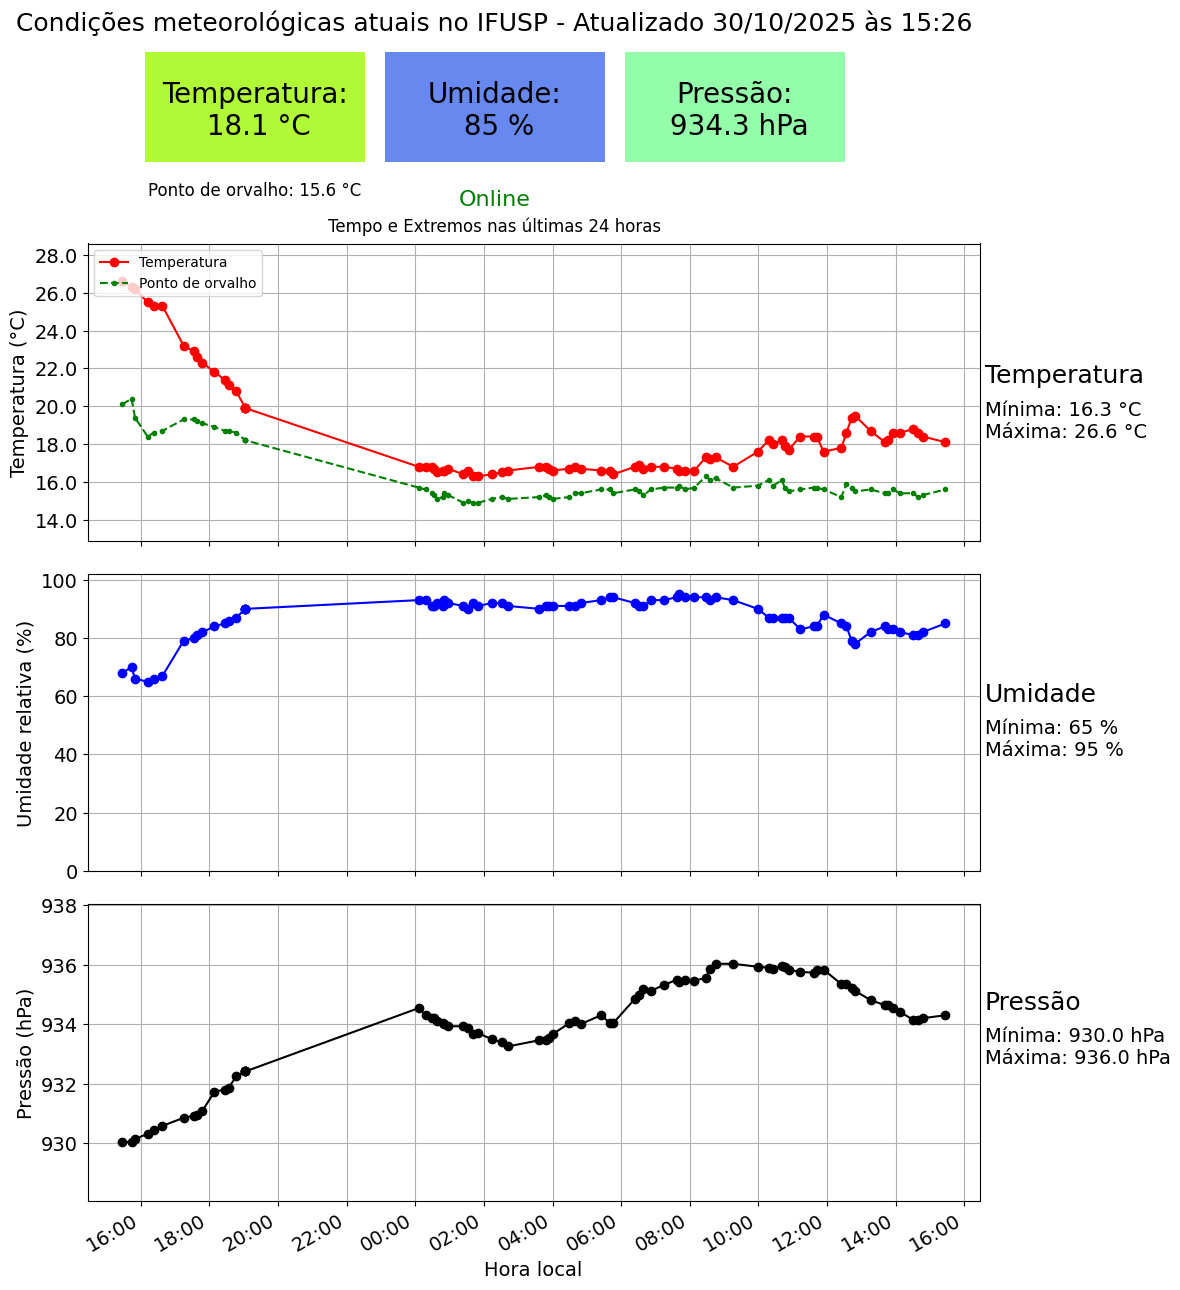 Condições meteorológicas atuais no IFUSP - Atualizado 30/10/2025 às 15:26
Temperatura:
18.1 °C
Umidade:
85 %
Pressão:
934.3 hPa
Ponto de orvalho: 15.6 °C
Online
Tempo e Extremos nas últimas 24 horas
Temperatura
Ponto de orvalho
Temperatura (°C)
28.0
26.0
24.0
22.0
20.0
18.0
16.0
14.0
Temperatura
Mínima: 16.3 °C
Máxima: 26.6 °C
Umidade relativa (%)
100
80
60
40
20
0
Umidade
Mínima: 65 %
Máxima: 95 %
Pressão (hPa)
938
936
934
932
930
Pressão
Mínima: 930.0 hPa
Máxima: 936.0 hPa
16:00 18:00 20:00 22:00 00:00 02:00 04:00 06:00 08:00 10:00 12:00 14:00 16:00
Hora local